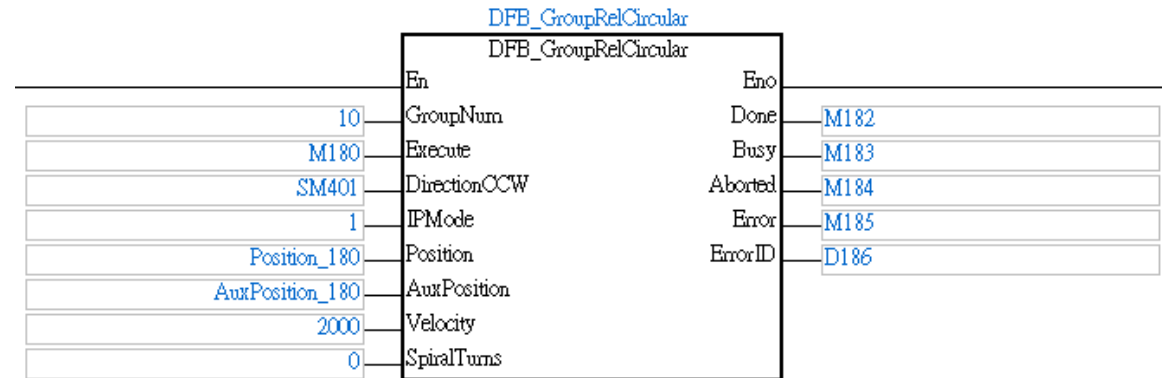 DFB_GroupRelCircular
DFB_GroupRelCircular
En Eno
10 GroupNum Done M182
M180 Execute Busy M183
SM401 DirectionCCW Aborted M184
1 IPMode Error M185
Position_180 Position ErrorID D186
AuxPosition_180 AuxPosition
2000 Velocity
0 SpiralTurns